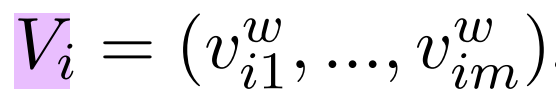 $V_i = (v_{i1}^w, ..., v_{im}^w).$